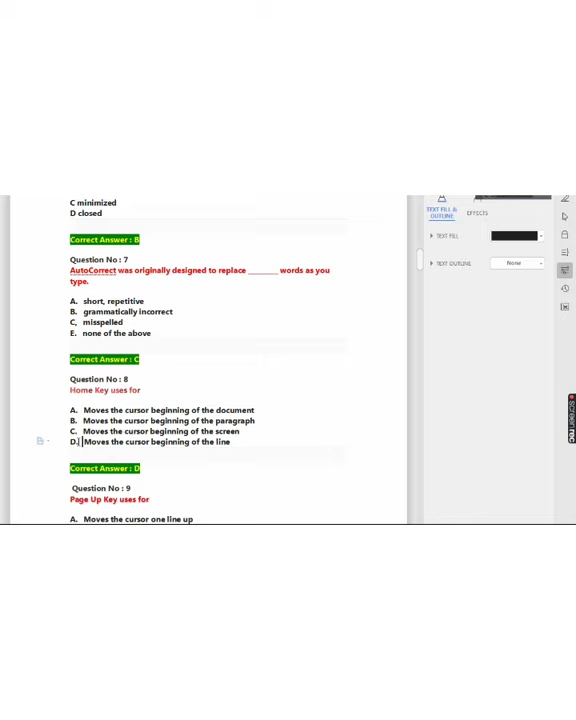 C minimized
D closed
Correct Answer : B
Question No : 7
AutoCorrect was originally designed to replace _______ words as you
type.
A. short, repetitive
B. grammatically incorrect
C, misspelled
E. none of the above
Correct Answer : C
Question No : 8
Home Key uses for
A. Moves the cursor beginning of the document
B. Moves the cursor beginning of the paragraph
C. Moves the cursor beginning of the screen
D. Moves the cursor beginning of the line
Correct Answer : D
Question No : 9
Page Up Key uses for
A. Moves the cursor one line up
TEXT FILL &
OUTLINE
EFFECTS
TEXT FILL
TEXT OUTLINE
None
screenrec